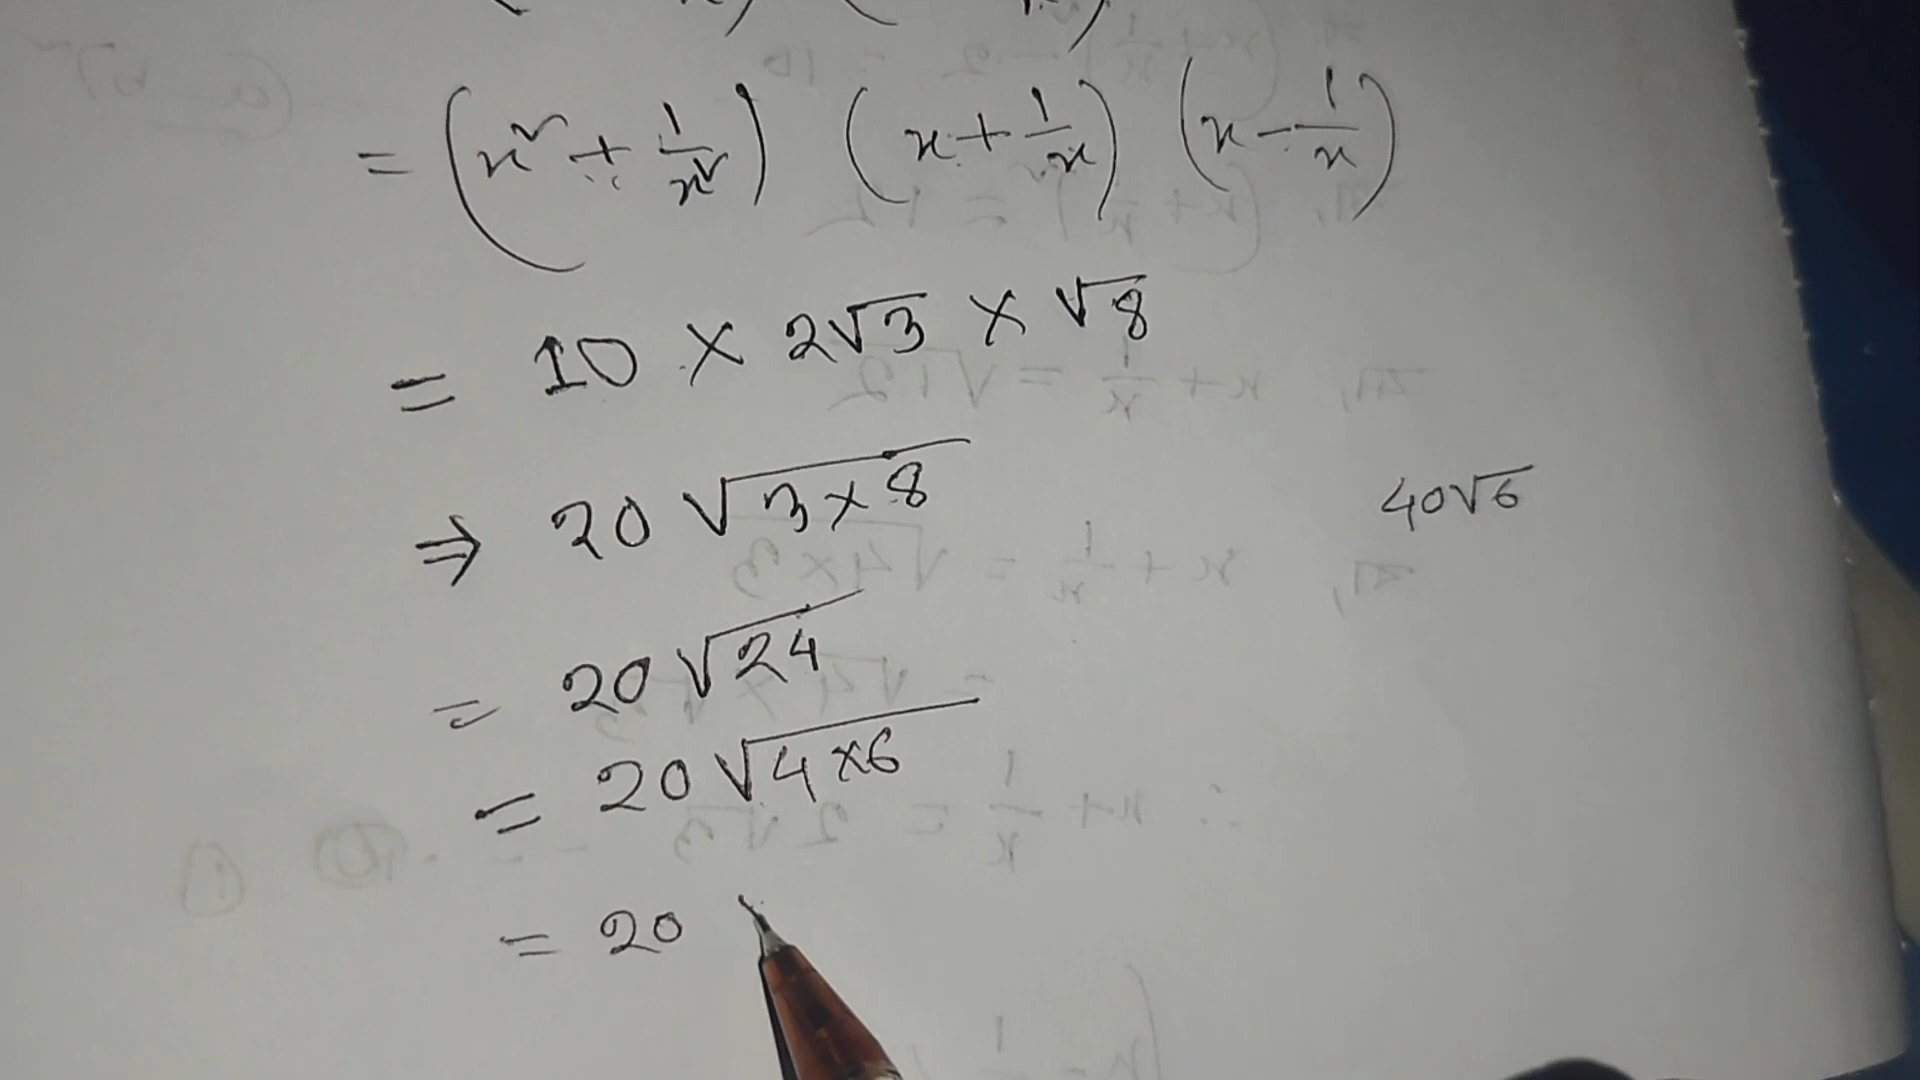 = (x² + 1/x²) (x + 1/x) (x - 1/x)
= 10 × 2√3 × √8
⇒ 20 √3×8
40√6
= 20 √24
= 20 √4×6
= 20